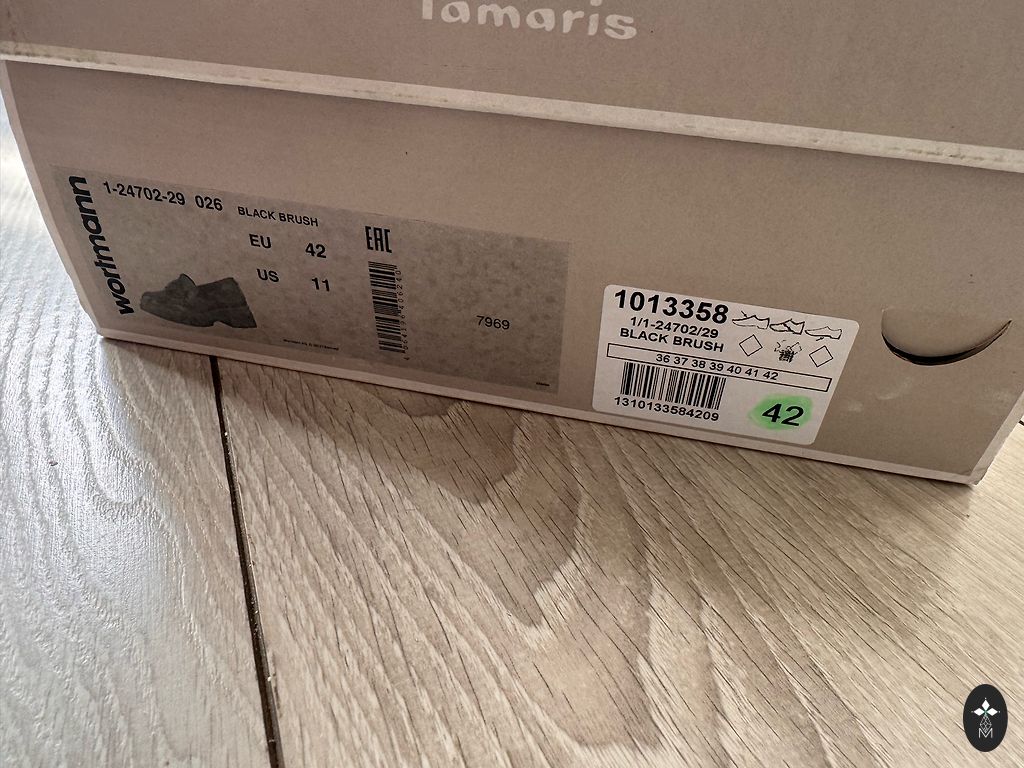 Tamaris
wortmann
1-24702-29 026 BLACK BRUSH
EU 42
US 11
EAC
7969
1013358
1/1-24702/29
BLACK BRUSH
36 37 38 39 40 41 42
1310133584209
42
M